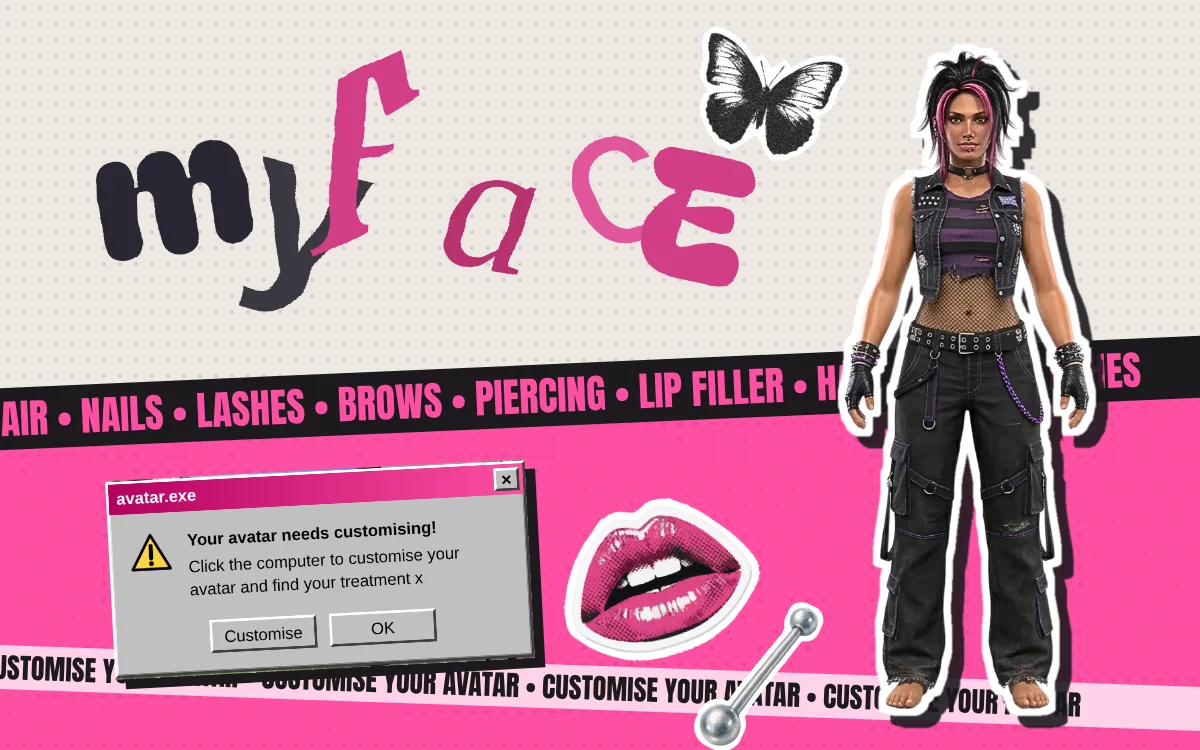 myFacE
AIR • NAILS • LASHES • BROWS • PIERCING • LIP FILLER • H
avatar.exe
Your avatar needs customising!
Click the computer to customise your
avatar and find your treatment x
Customise
OK
CUSTOMISE YOUR AVATAR • CUSTOMISE YOUR AVATAR •